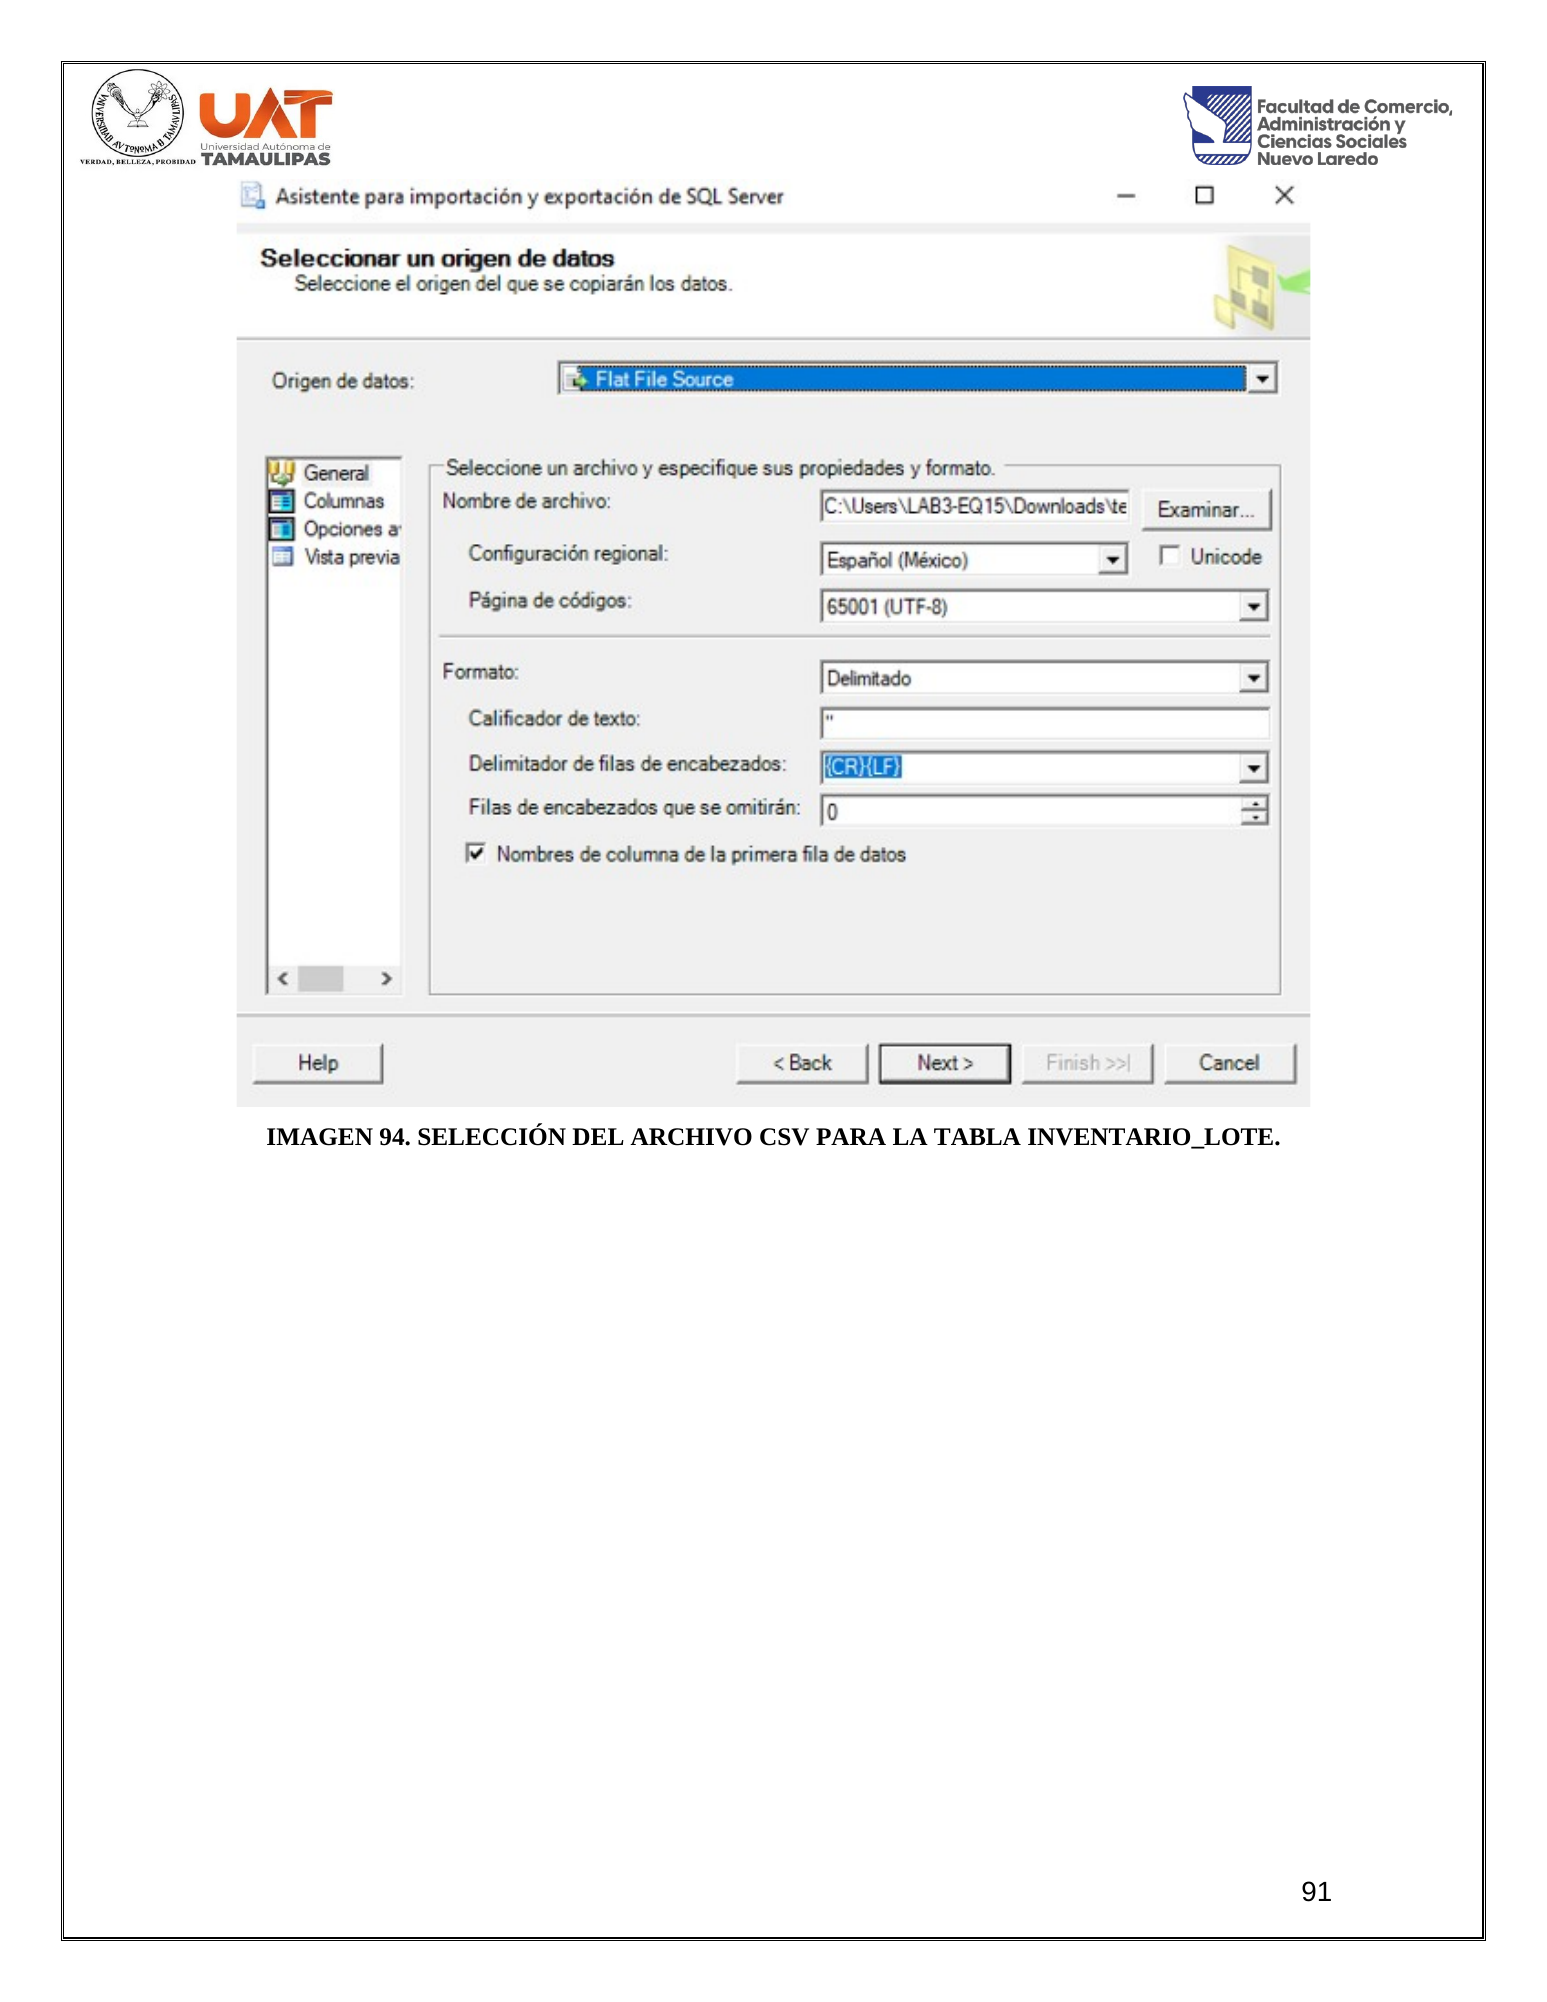 UNIVERSIDAD AUTONOMA DE TAMAULIPAS
VERDAD, BELLEZA, PROBIDAD
UAT
Universidad Autónoma de
TAMAULIPAS
Facultad de Comercio,
Administración y
Ciencias Sociales
Nuevo Laredo
Asistente para importación y exportación de SQL Server
Seleccionar un origen de datos
Seleccione el origen del que se copiarán los datos.
Origen de datos: Flat File Source
General
Columnas
Opciones a
Vista previa
Seleccione un archivo y especifique sus propiedades y formato.
Nombre de archivo: C:\Users\LAB3-EQ15\Downloads\te Examinar...
Configuración regional: Español (México) Unicode
Página de códigos: 65001 (UTF-8)
Formato: Delimitado
Calificador de texto: "
Delimitador de filas de encabezados: {CR}{LF}
Filas de encabezados que se omitirán: 0
Nombres de columna de la primera fila de datos
Help < Back Next > Finish >>| Cancel
IMAGEN 94. SELECCIÓN DEL ARCHIVO CSV PARA LA TABLA INVENTARIO_LOTE.
91